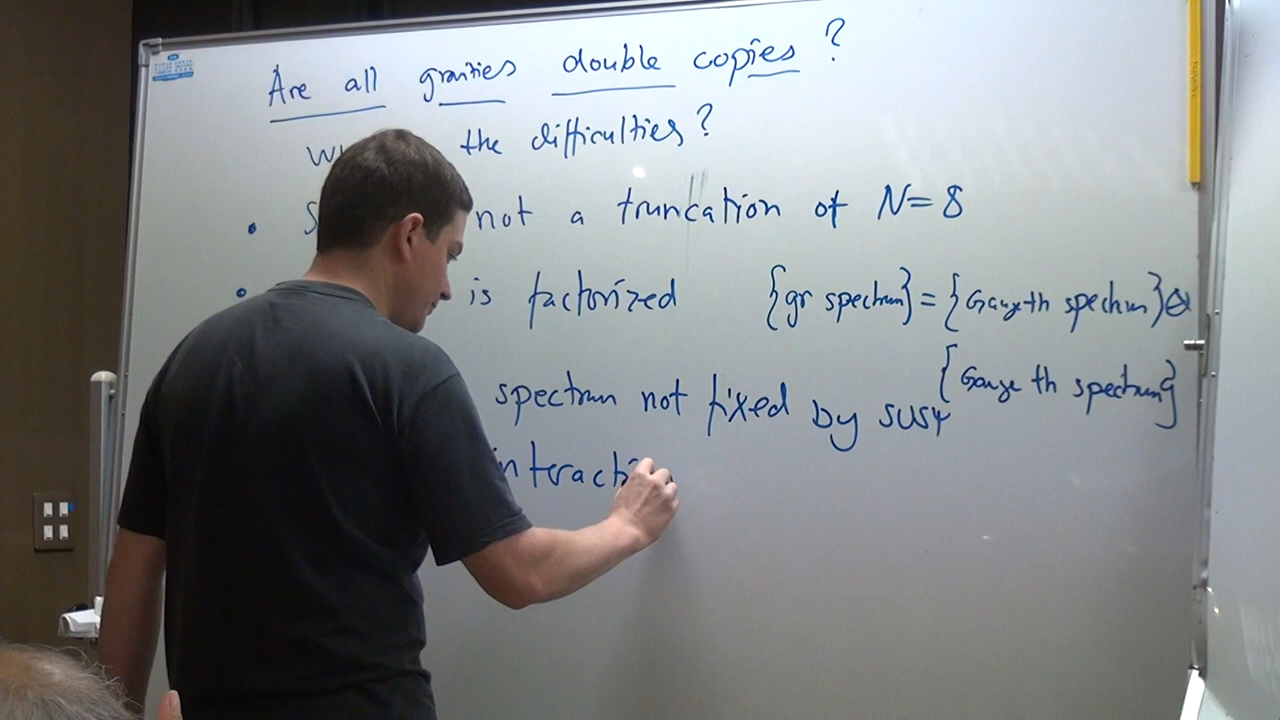 Are all gravities double copies ?
the difficulties ?
• not a truncation of N=8
• is factorized {gr spectrum} = {Gauge th spectrum} ⊗
{Gauge th spectrum}
spectrum not fixed by SUSY
interacti